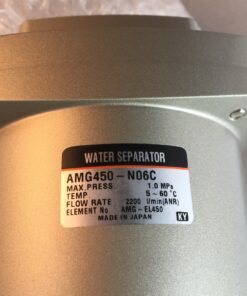 WATER SEPARATOR
AMG450-N06C
MAX.PRESS. 1.0 MPa
TEMP 5~60°C
FLOW RATE 2200 l/min(ANR)
ELEMENT No AMG-EL450
MADE IN JAPAN KY